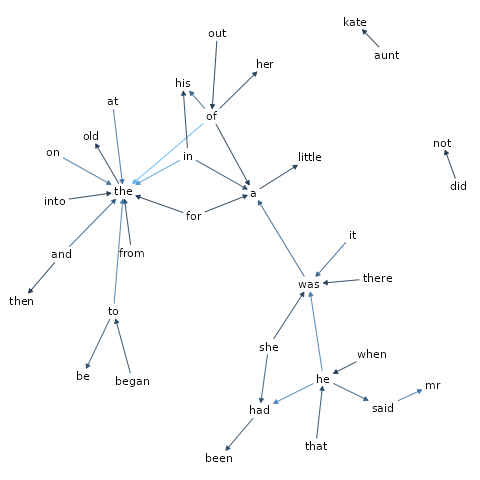 kate
out
aunt
her
his
at
of
old
not
on
in
little
did
the
a
into
for
it
and
from
there
was
then
to
she
when
be
began
he
mr
said
had
that
been